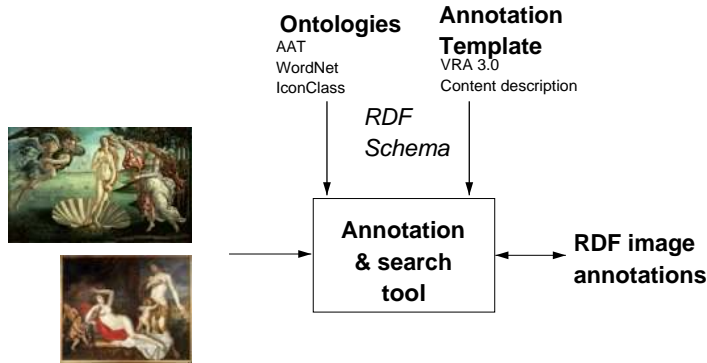 Ontologies
AAT
WordNet
IconClass
Annotation
Template
VRA 3.0
Content description
RDF
Schema
Annotation
& search
tool
RDF image
annotations